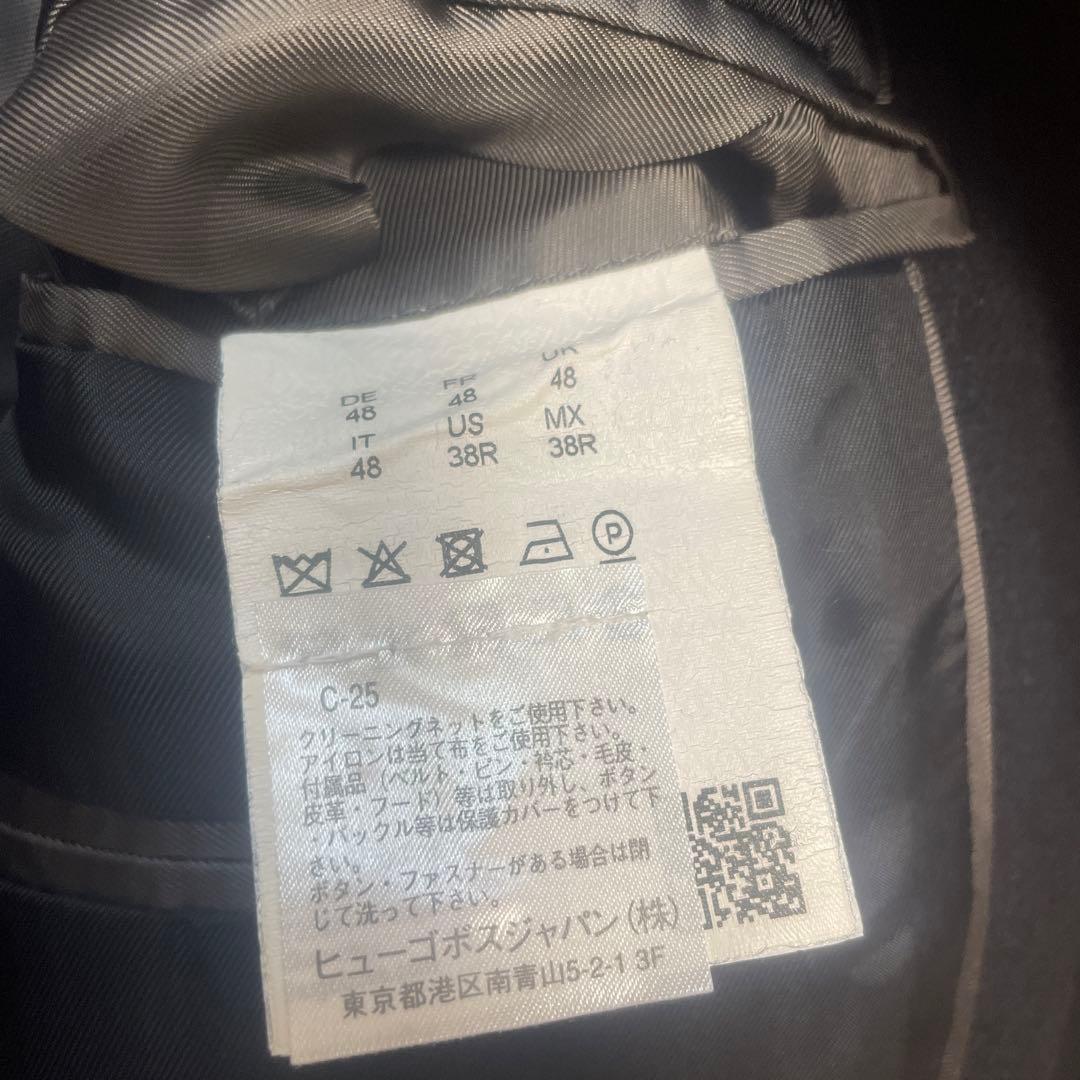 DE FR UK
48 48 48
IT US MX
48 38R 38R
P
C-25
クリーニングネットをご使用下さい。
アイロンは当て布をご使用下さい。
付属品（ベルト・ピン・衿芯・毛皮・
皮革・フード）等は取り外し、ボタン
・バックル等は保護カバーをつけて下
さい。
ボタン・ファスナーがある場合は閉
じて洗って下さい。
ヒューゴボスジャパン(株)
東京都港区南青山5-2-1 3F